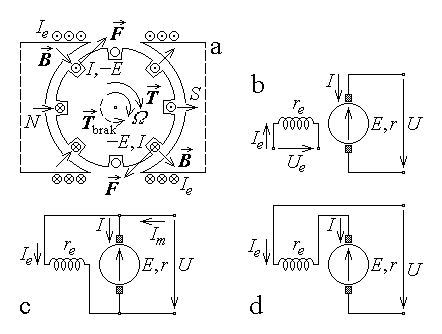 I_e F a
B I, −E
N T S
T_brak Ω
−E, I B
F I_e
b
I
r_e
I_e E, r U
U_e
I I_m
I_e r_e
E, r U
c
I
I_e r_e
E, r U
d